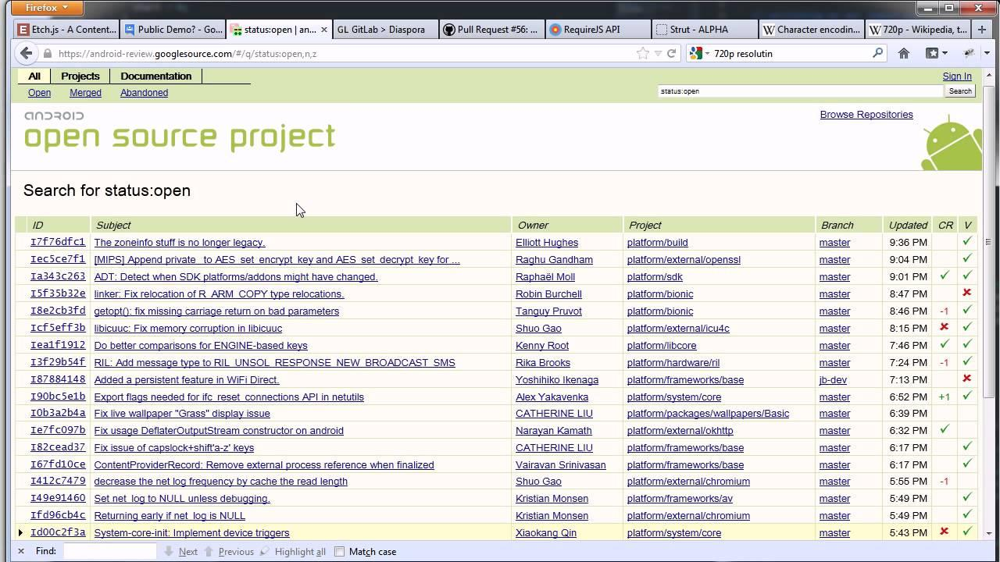 Firefox
Etch.js - A Content... Public Demo? - Go... status:open | an... GL GitLab > Diaspora Pull Request #56: ... RequireJS API Strut - ALPHA Character encodin... 720p - Wikipedia, t...
https://android-review.googlesource.com/#/q/status:open,n,z 720p resolutin
All Projects Documentation Sign In
Open Merged Abandoned status:open Search
android Browse Repositories
open source project
Search for status:open
ID Subject Owner Project Branch Updated CR V
I7f76dfc1 The zoneinfo stuff is no longer legacy. Elliott Hughes platform/build master 9:36 PM ✓
Iec5ce7f1 [MIPS] Append private_ to AES_set_encrypt_key and AES_set_decrypt_key for ... Raghu Gandham platform/external/openssl master 9:04 PM ✓
Ia343c263 ADT: Detect when SDK platforms/addons might have changed. Raphaël Moll platform/sdk master 9:01 PM ✓ ✓
I5f35b32e linker: Fix relocation of R_ARM_COPY type relocations. Robin Burchell platform/bionic master 8:47 PM ✘
I8e2cb3fd getopt(): fix missing carriage return on bad parameters Tanguy Pruvot platform/bionic master 8:46 PM -1 ✓
Icf5eff3b libicuuc: Fix memory corruption in libicuuc Shuo Gao platform/external/icu4c master 8:15 PM ✘ ✓
Iea1f1912 Do better comparisons for ENGINE-based keys Kenny Root platform/libcore master 7:46 PM ✓ ✓
I3f29b54f RIL: Add message type to RIL_UNSOL_RESPONSE_NEW_BROADCAST_SMS Rika Brooks platform/hardware/ril master 7:24 PM -1 ✓
I87884148 Added a persistent feature in WiFi Direct. Yoshihiko Ikenaga platform/frameworks/base jb-dev 7:13 PM ✘
I90bc5e1b Export flags needed for ifc_reset_connections API in netutils Alex Yakavenka platform/system/core master 6:52 PM +1 ✓
I0b3a2b4a Fix live wallpaper "Grass" display issue CATHERINE LIU platform/packages/wallpapers/Basic master 6:39 PM
Ie7fc097b Fix usage DeflaterOutputStream constructor on android Narayan Kamath platform/external/okhttp master 6:32 PM ✓
I82cead37 Fix issue of capslock+shift'a-z' keys CATHERINE LIU platform/frameworks/base master 6:17 PM ✓
I67fd10ce ContentProviderRecord: Remove external process reference when finalized Vairavan Srinivasan platform/frameworks/base master 6:17 PM ✓
I412c7479 decrease the net log frequency by cache the read length Shuo Gao platform/external/chromium master 5:55 PM -1
I49e91460 Set net_log to NULL unless debugging. Kristian Monsen platform/frameworks/av master 5:49 PM ✓
Ifd96cb4c Returning early if net_log is NULL Kristian Monsen platform/external/chromium master 5:49 PM ✓
Id00c2f3a System-core-init: Implement device triggers Xiaokang Qin platform/system/core master 5:43 PM ✘ ✓
Find: Next Previous Highlight all Match case